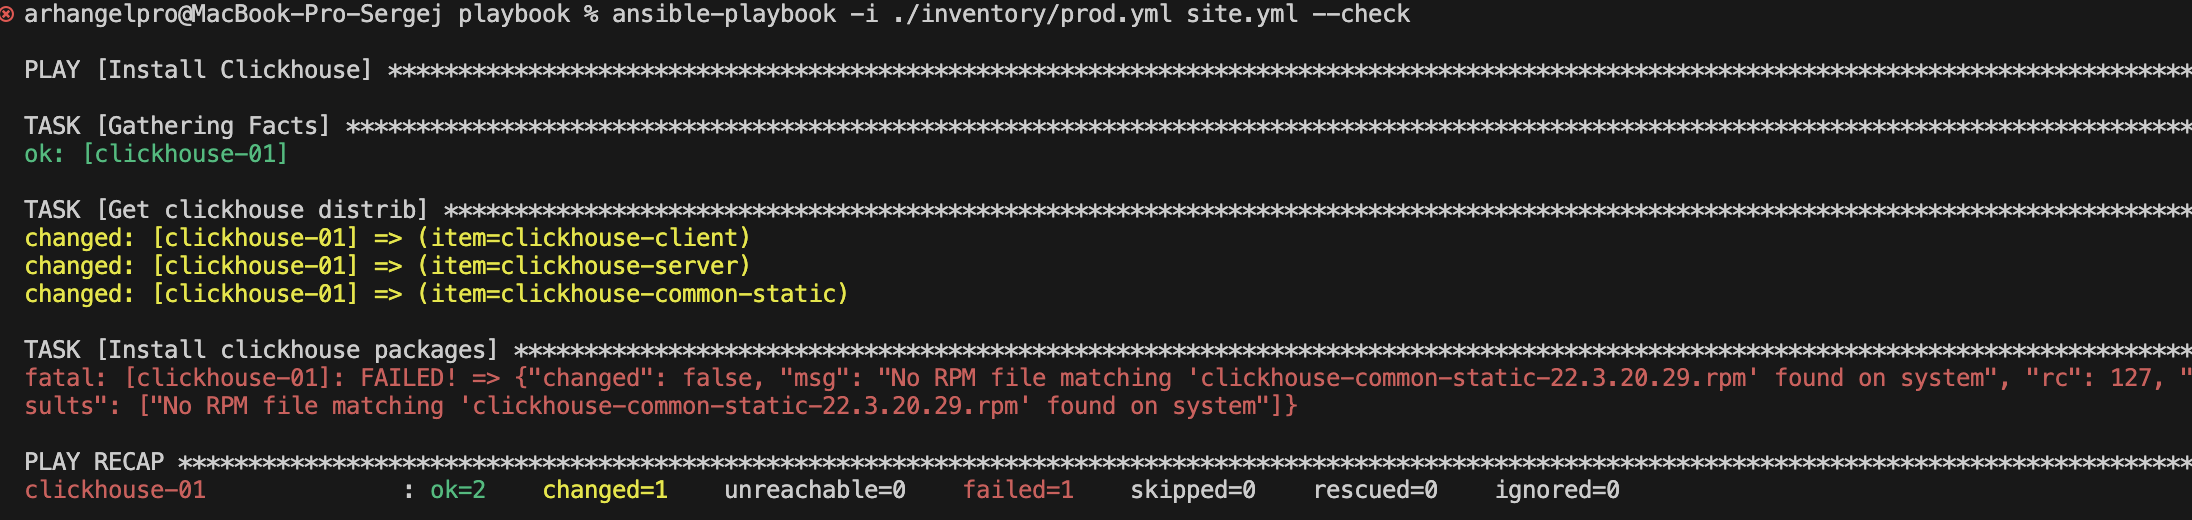 arhangelpro@MacBook-Pro-Sergej playbook % ansible-playbook -i ./inventory/prod.yml site.yml --check
PLAY [Install Clickhouse] *********************************************************************************************************************************
TASK [Gathering Facts] ************************************************************************************************************************************
ok: [clickhouse-01]
TASK [Get clickhouse distrib] *****************************************************************************************************************************
changed: [clickhouse-01] => (item=clickhouse-client)
changed: [clickhouse-01] => (item=clickhouse-server)
changed: [clickhouse-01] => (item=clickhouse-common-static)
TASK [Install clickhouse packages] ************************************************************************************************************************
fatal: [clickhouse-01]: FAILED! => {"changed": false, "msg": "No RPM file matching 'clickhouse-common-static-22.3.20.29.rpm' found on system", "rc": 127, "
sults": ["No RPM file matching 'clickhouse-common-static-22.3.20.29.rpm' found on system"]}
PLAY RECAP ************************************************************************************************************************************************
clickhouse-01 : ok=2 changed=1 unreachable=0 failed=1 skipped=0 rescued=0 ignored=0